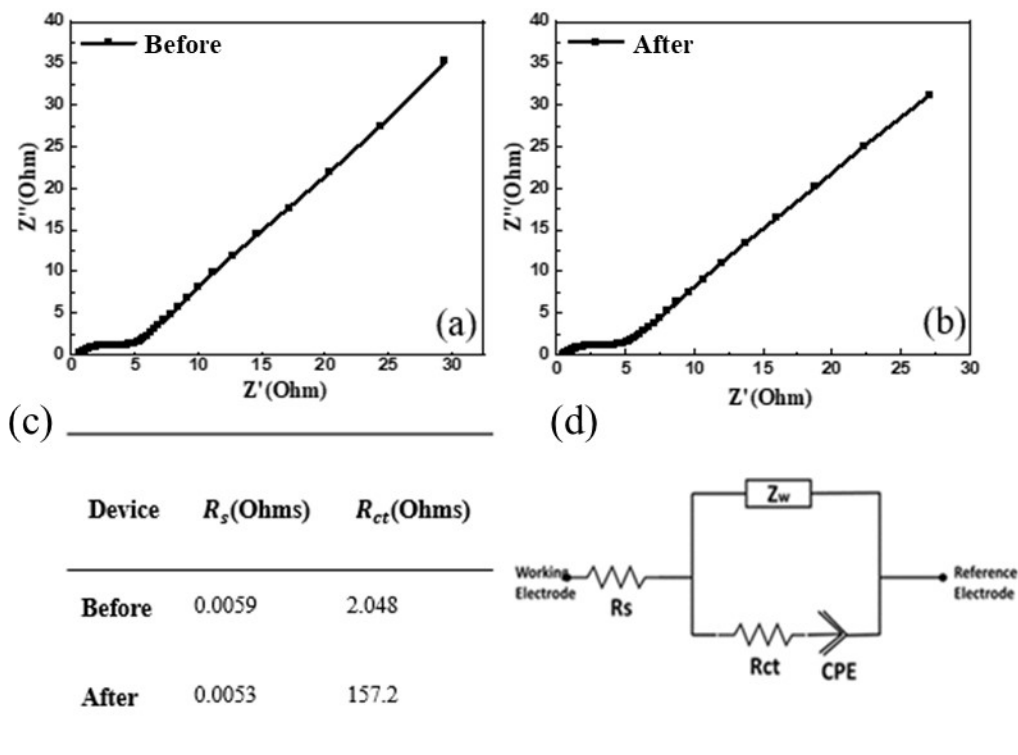 40
35
30
25
20
15
10
5
0
Z''(Ohm)
Before
(a)
0 5 10 15 20 25 30
Z'(Ohm)
40
35
30
25
20
15
10
5
0
Z''(Ohm)
After
(b)
0 5 10 15 20 25 30
Z'(Ohm)
(c)
Device Rs(Ohms) Rct(Ohms)
Before 0.0059 2.048
After 0.0053 157.2
(d)
Zw
Working
Electrode
Rs
Rct
CPE
Reference
Electrode